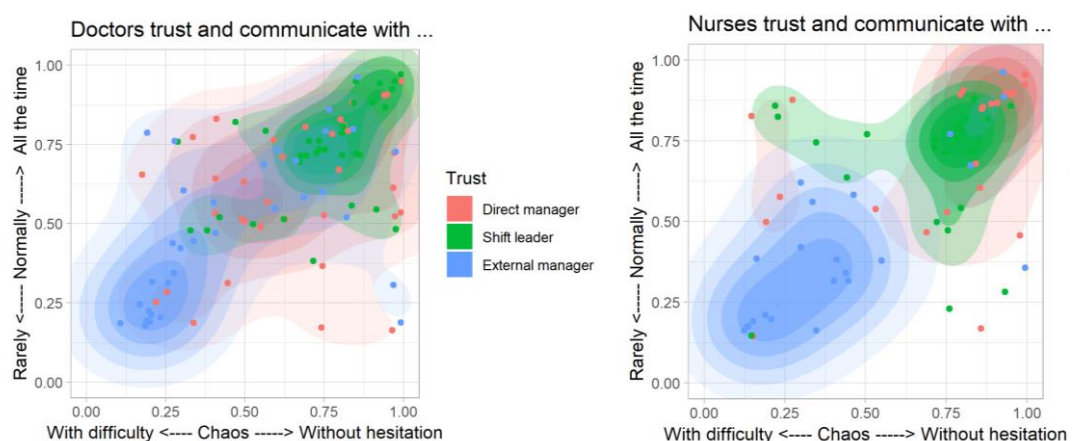 Doctors trust and communicate with ...
Rarely <----- Normally -----> All the time
1.00
0.75
0.50
0.25
0.00
0.00 0.25 0.50 0.75 1.00
With difficulty <---- Chaos ----> Without hesitation
Trust
Direct manager
Shift leader
External manager
Nurses trust and communicate with ...
Rarely <----- Normally -----> All the time
1.00
0.75
0.50
0.25
0.00
0.00 0.25 0.50 0.75 1.00
With difficulty <---- Chaos ----> Without hesitation